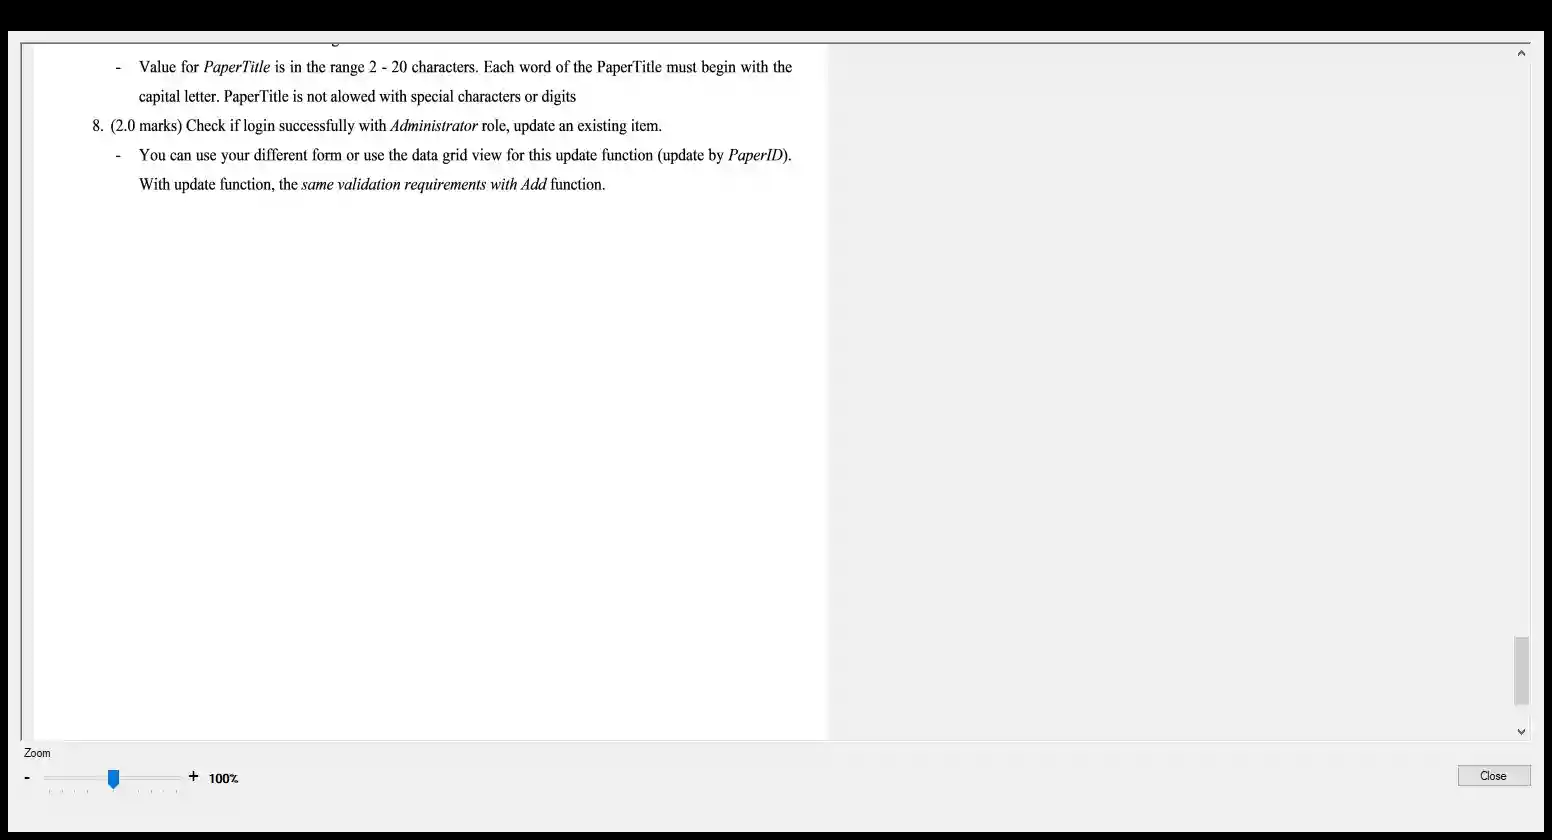 - Value for PaperTitle is in the range 2 - 20 characters. Each word of the PaperTitle must begin with the
capital letter. PaperTitle is not alowed with special characters or digits
8. (2.0 marks) Check if login successfully with Administrator role, update an existing item.
- You can use your different form or use the data grid view for this update function (update by PaperID).
With update function, the same validation requirements with Add function.
Zoom
- + 100%
Close